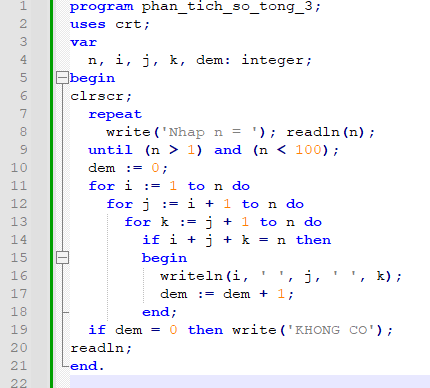 1 program phan_tich_so_tong_3;
2 uses crt;
3 var
4   n, i, j, k, dem: integer;
5 begin
6 clrscr;
7   repeat
8     write('Nhap n = '); readln(n);
9   until (n > 1) and (n < 100);
10   dem := 0;
11   for i := 1 to n do
12     for j := i + 1 to n do
13       for k := j + 1 to n do
14         if i + j + k = n then
15         begin
16           writeln(i, ' ', j, ' ', k);
17           dem := dem + 1;
18         end;
19   if dem = 0 then write('KHONG CO');
20 readln;
21 end.
22